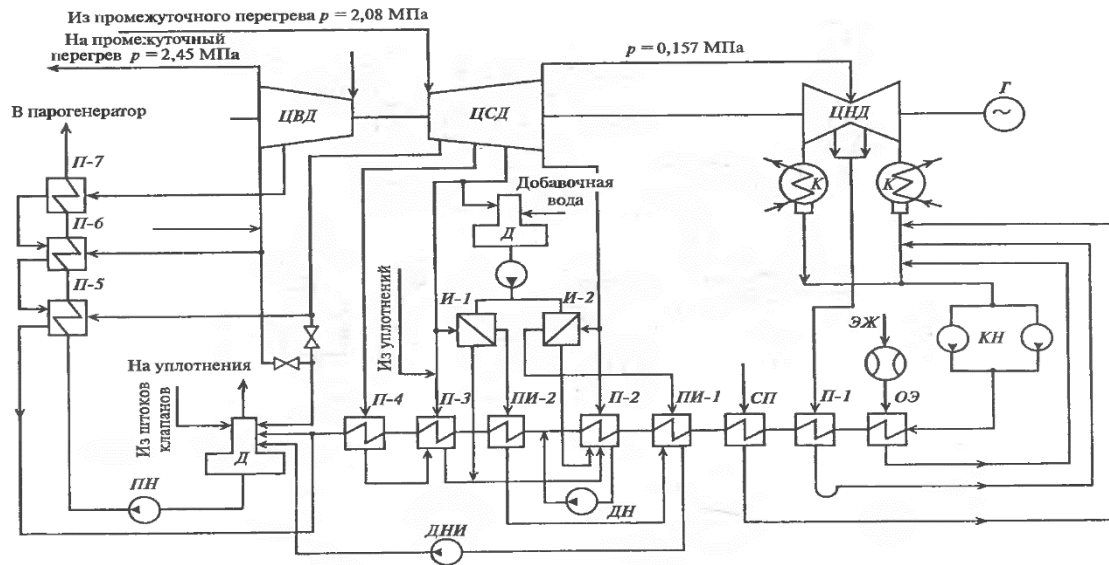 Из промежуточного перегрева p = 2,08 МПа
На промежуточный
перегрев p = 2,45 МПа
p = 0,157 МПа
Г
~
ЦВД
ЦСД
ЦНД
В парогенератор
П-7
К
К
Добавочная
вода
П-6
Д
П-5
И-1
И-2
Из уплотнений
ЭЖ
КН
На уплотнения
Из штоков
клапанов
П-4
П-3
ПИ-2
П-2
ПИ-1
СП
П-1
ОЭ
Д
ПН
ДН
ДНИ